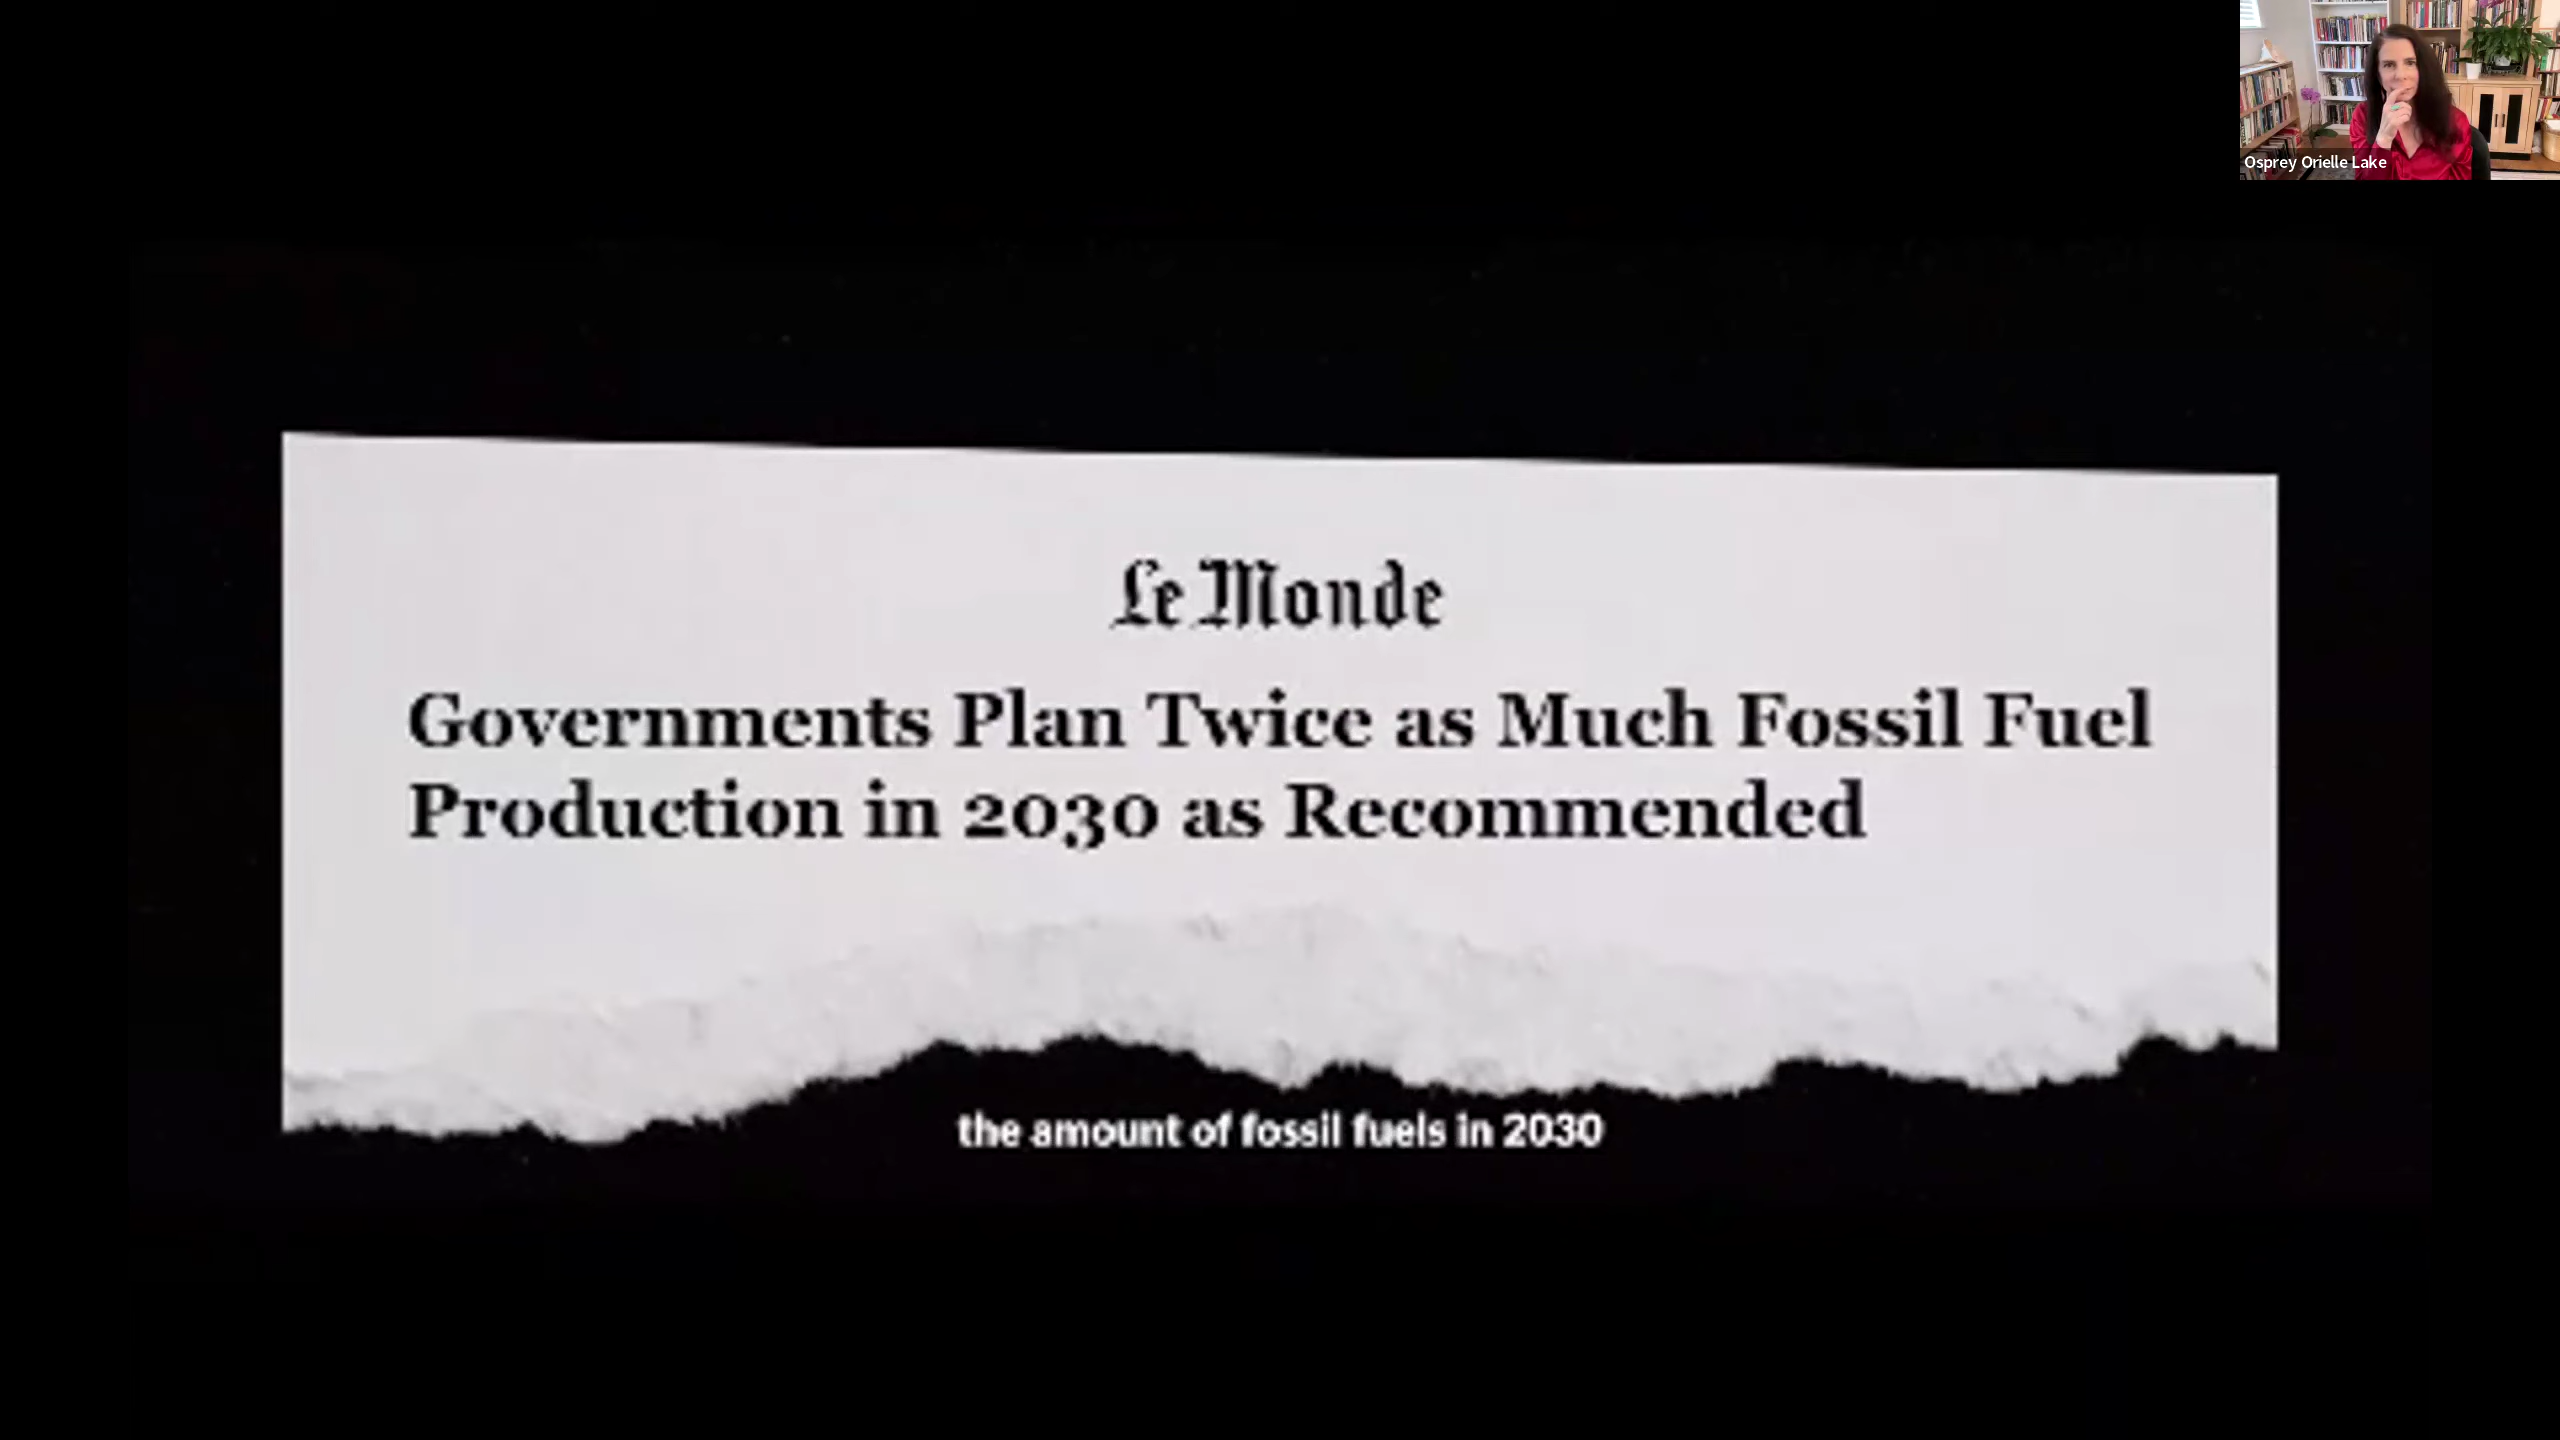 Osprey Orielle Lake
Le Monde
Governments Plan Twice as Much Fossil Fuel
Production in 2030 as Recommended
the amount of fossil fuels in 2030